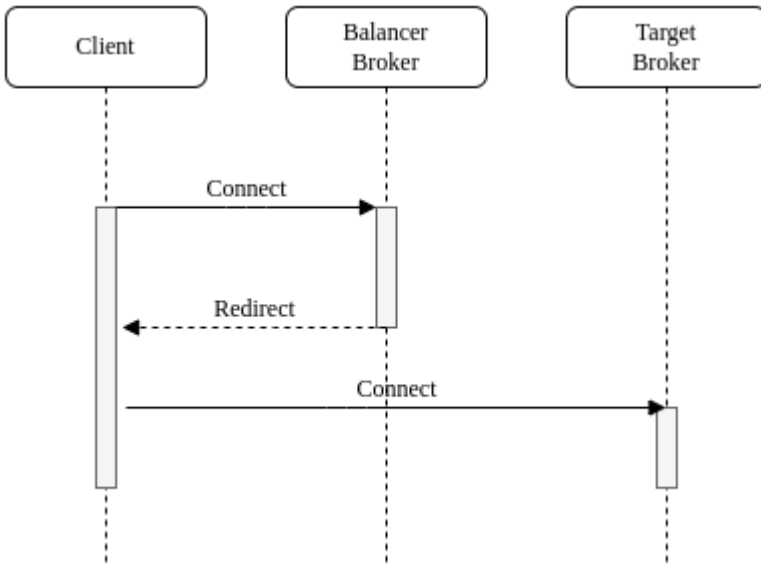 Client
Balancer
Broker
Target
Broker
Connect
Redirect
Connect